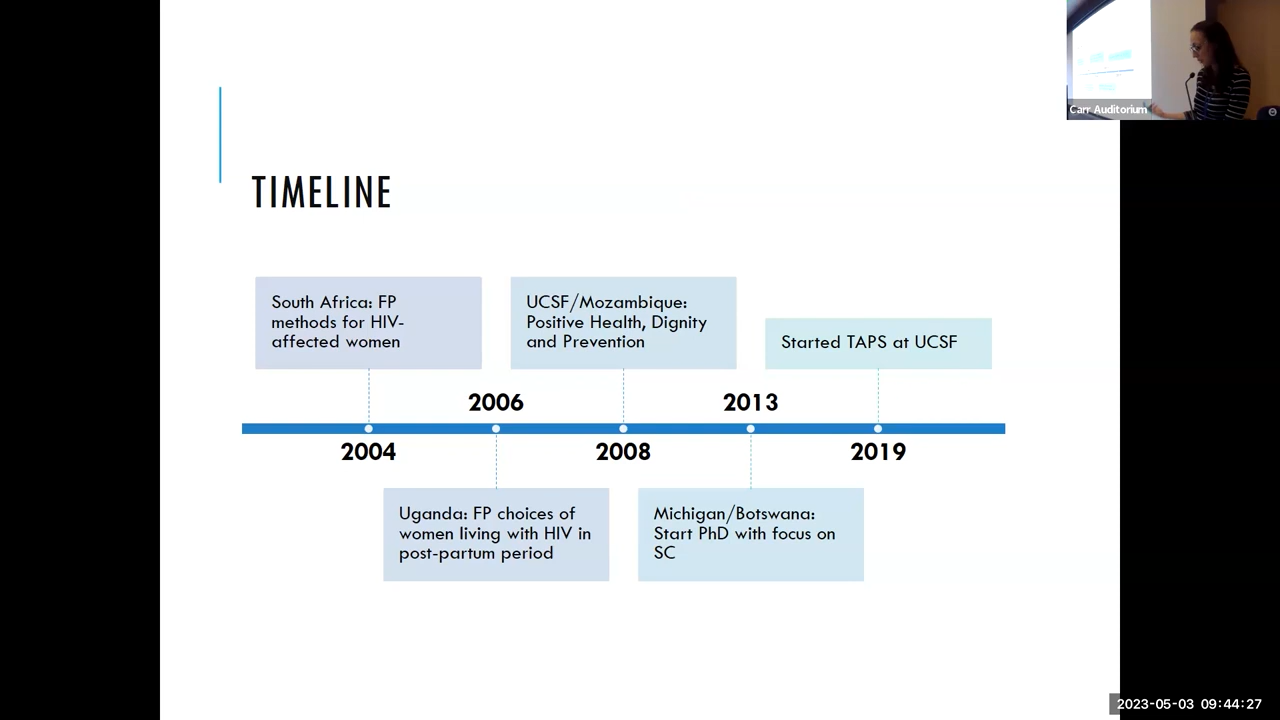 Carr Auditorium
TIMELINE
South Africa: FP
methods for HIV-
affected women
UCSF/Mozambique:
Positive Health, Dignity
and Prevention
Started TAPS at UCSF
2006
2013
2004
2008
2019
Uganda: FP choices of
women living with HIV in
post-partum period
Michigan/Botswana:
Start PhD with focus on
SC
2023-05-03 09:44:27